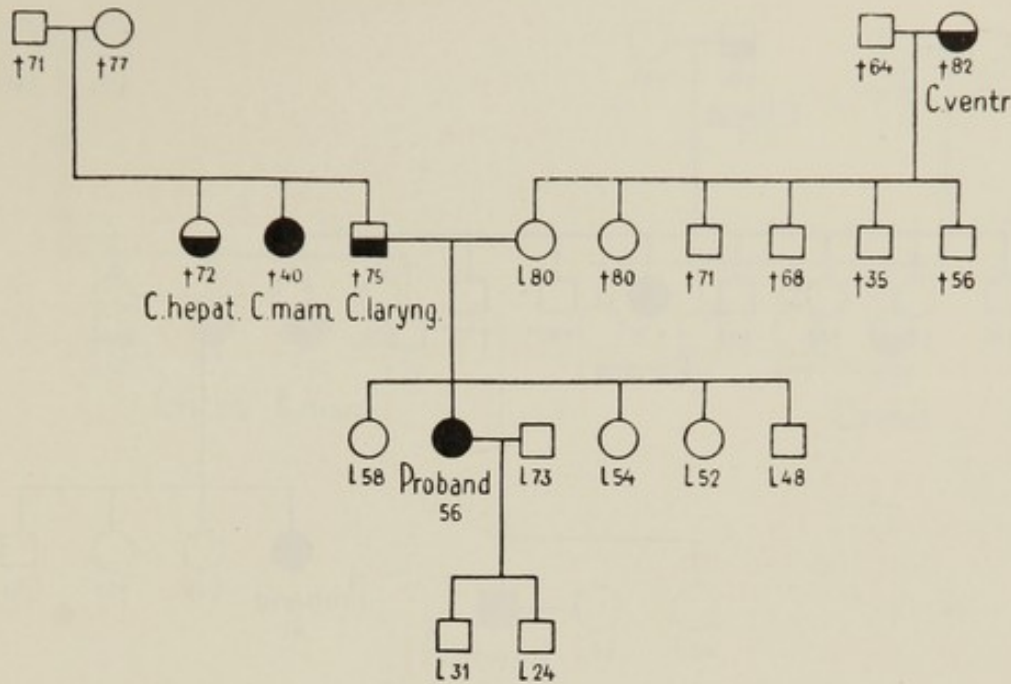 †71 †77 †64 †82
C.ventr
†72 †40 †75 L80 †80 †71 †68 †35 †56
C.hepat. C.mam. C.laryng.
L58 Proband L73 L54 L52 L48
56
L31 L24